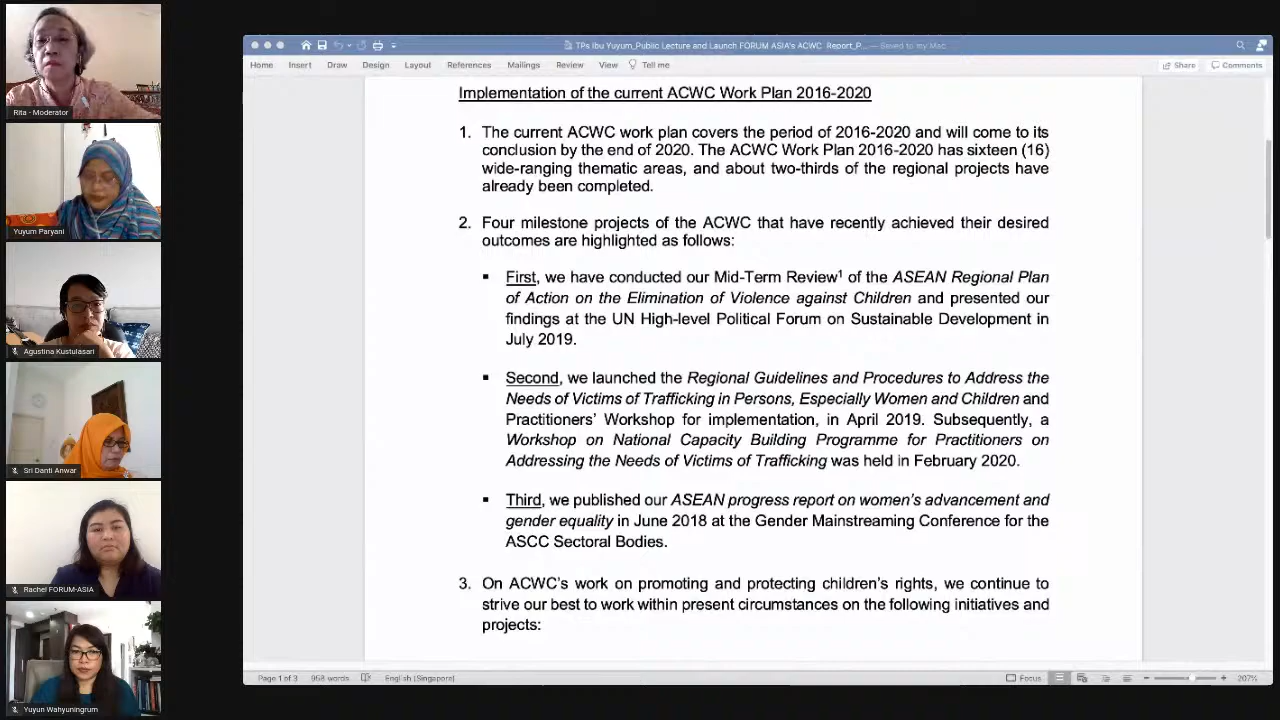 Rita - Moderator
Yuyum Paryani
Agustina Kustulasari
Sri Danti Anwar
Rachel FORUM-ASIA
Yuyun Wahyuningrum
TPs Ibu Yuyum_Public Lecture and Launch FORUM ASIA's ACWC Report_P... — Saved to my Mac
Home Insert Draw Design Layout References Mailings Review View Tell me Share Comments
Implementation of the current ACWC Work Plan 2016-2020
1. The current ACWC work plan covers the period of 2016-2020 and will come to its
conclusion by the end of 2020. The ACWC Work Plan 2016-2020 has sixteen (16)
wide-ranging thematic areas, and about two-thirds of the regional projects have
already been completed.
2. Four milestone projects of the ACWC that have recently achieved their desired
outcomes are highlighted as follows:
▪ First, we have conducted our Mid-Term Review¹ of the ASEAN Regional Plan
of Action on the Elimination of Violence against Children and presented our
findings at the UN High-level Political Forum on Sustainable Development in
July 2019.
▪ Second, we launched the Regional Guidelines and Procedures to Address the
Needs of Victims of Trafficking in Persons, Especially Women and Children and
Practitioners' Workshop for implementation, in April 2019. Subsequently, a
Workshop on National Capacity Building Programme for Practitioners on
Addressing the Needs of Victims of Trafficking was held in February 2020.
▪ Third, we published our ASEAN progress report on women's advancement and
gender equality in June 2018 at the Gender Mainstreaming Conference for the
ASCC Sectoral Bodies.
3. On ACWC's work on promoting and protecting children's rights, we continue to
strive our best to work within present circumstances on the following initiatives and
projects:
Page 1 of 3 958 words English (Singapore) Focus 207%